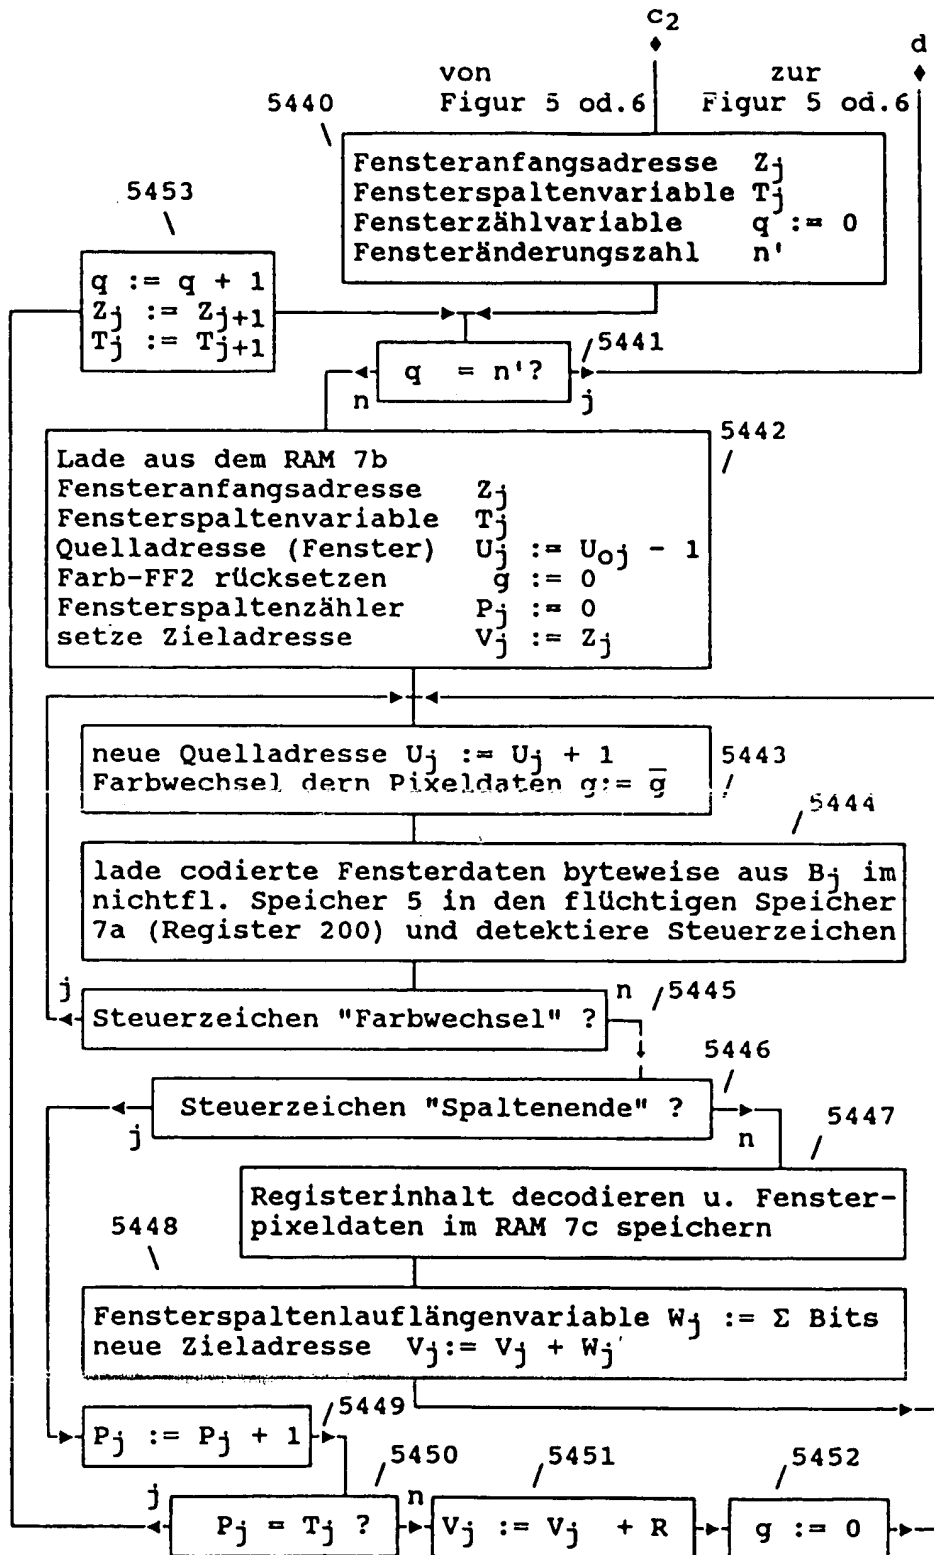 c2
d
von zur
5440 Figur 5 od.6 Figur 5 od.6
Fensteranfangsadresse Zj
Fensterspaltenvariable Tj
Fensterzählvariable q := 0
Fensteränderungszahl n'
5453
q := q + 1
Zj := Zj+1
Tj := Tj+1
5441
q = n'?
n j
5442
Lade aus dem RAM 7b
Fensteranfangsadresse Zj
Fensterspaltenvariable Tj
Quelladresse (Fenster) Uj := Uoj - 1
Farb-FF2 rücksetzen g := 0
Fensterspaltenzähler Pj := 0
setze Zieladresse Vj := Zj
neue Quelladresse Uj := Uj + 1
5443
Farbwechsel dern Pixeldaten g:= g̅
5444
lade codierte Fensterdaten byteweise aus Bj im
nichtfl. Speicher 5 in den flüchtigen Speicher
7a (Register 200) und detektiere Steuerzeichen
j n 5445
Steuerzeichen "Farbwechsel" ?
5446
Steuerzeichen "Spaltenende" ?
j n
5447
Registerinhalt decodieren u. Fenster-
pixeldaten im RAM 7c speichern
5448
Fensterspaltenlauflängenvariable Wj := Σ Bits
neue Zieladresse Vj:= Vj + Wj
5449
Pj := Pj + 1
5450 5451 5452
j n
Pj = Tj ? Vj := Vj + R g := 0